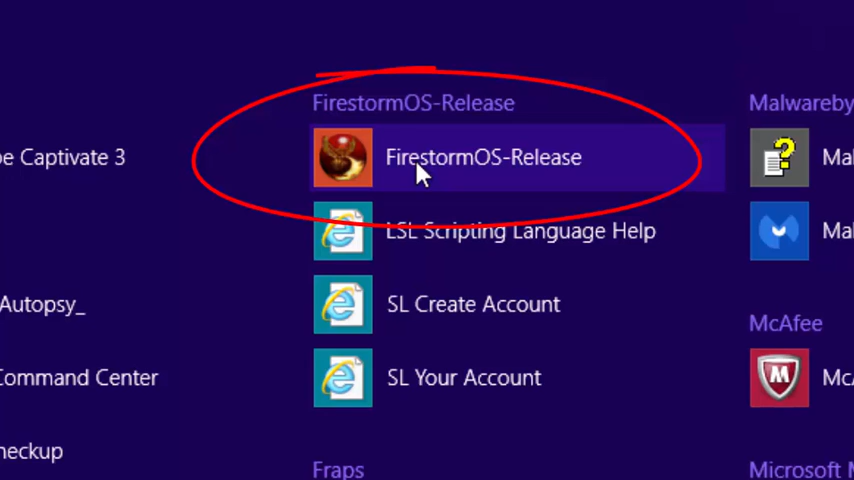 pe Captivate 3
Autopsy_
Command Center
heckup
FirestormOS-Release
FirestormOS-Release
LSL Scripting Language Help
SL Create Account
SL Your Account
Fraps
Malwareby
Mal
Mal
McAfee
McA
Microsoft M